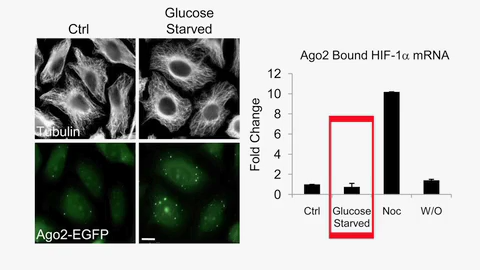 Ctrl
Glucose
Starved
Tubulin
Ago2-EGFP
Ago2 Bound HIF-1α mRNA
Fold Change
12
10
8
6
4
2
0
Ctrl
Glucose
Starved
Noc
W/O